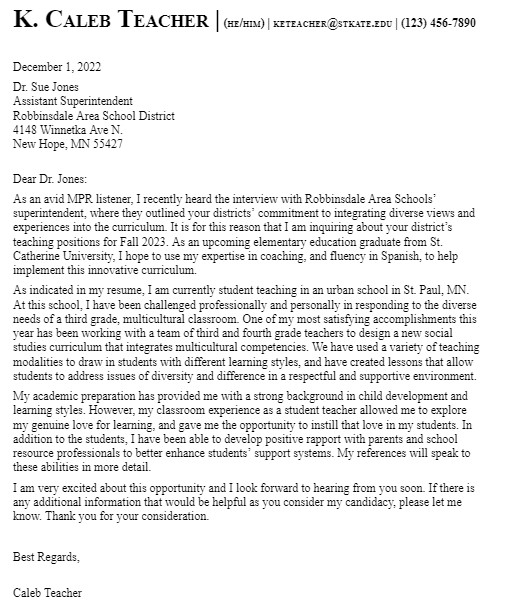 K. Caleb Teacher | (he/him) | keteacher@stkate.edu | (123) 456-7890
December 1, 2022
Dr. Sue Jones
Assistant Superintendent
Robbinsdale Area School District
4148 Winnetka Ave N.
New Hope, MN 55427
Dear Dr. Jones:
As an avid MPR listener, I recently heard the interview with Robbinsdale Area Schools’
superintendent, where they outlined your districts’ commitment to integrating diverse views and
experiences into the curriculum. It is for this reason that I am inquiring about your district’s
teaching positions for Fall 2023. As an upcoming elementary education graduate from St.
Catherine University, I hope to use my expertise in coaching, and fluency in Spanish, to help
implement this innovative curriculum.
As indicated in my resume, I am currently student teaching in an urban school in St. Paul, MN.
At this school, I have been challenged professionally and personally in responding to the diverse
needs of a third grade, multicultural classroom. One of my most satisfying accomplishments this
year has been working with a team of third and fourth grade teachers to design a new social
studies curriculum that integrates multicultural competencies. We have used a variety of teaching
modalities to draw in students with different learning styles, and have created lessons that allow
students to address issues of diversity and difference in a respectful and supportive environment.
My academic preparation has provided me with a strong background in child development and
learning styles. However, my classroom experience as a student teacher allowed me to explore
my genuine love for learning, and gave me the opportunity to instill that love in my students. In
addition to the students, I have been able to develop positive rapport with parents and school
resource professionals to better enhance students’ support systems. My references will speak to
these abilities in more detail.
I am very excited about this opportunity and I look forward to hearing from you soon. If there is
any additional information that would be helpful as you consider my candidacy, please let me
know. Thank you for your consideration.
Best Regards,
Caleb Teacher